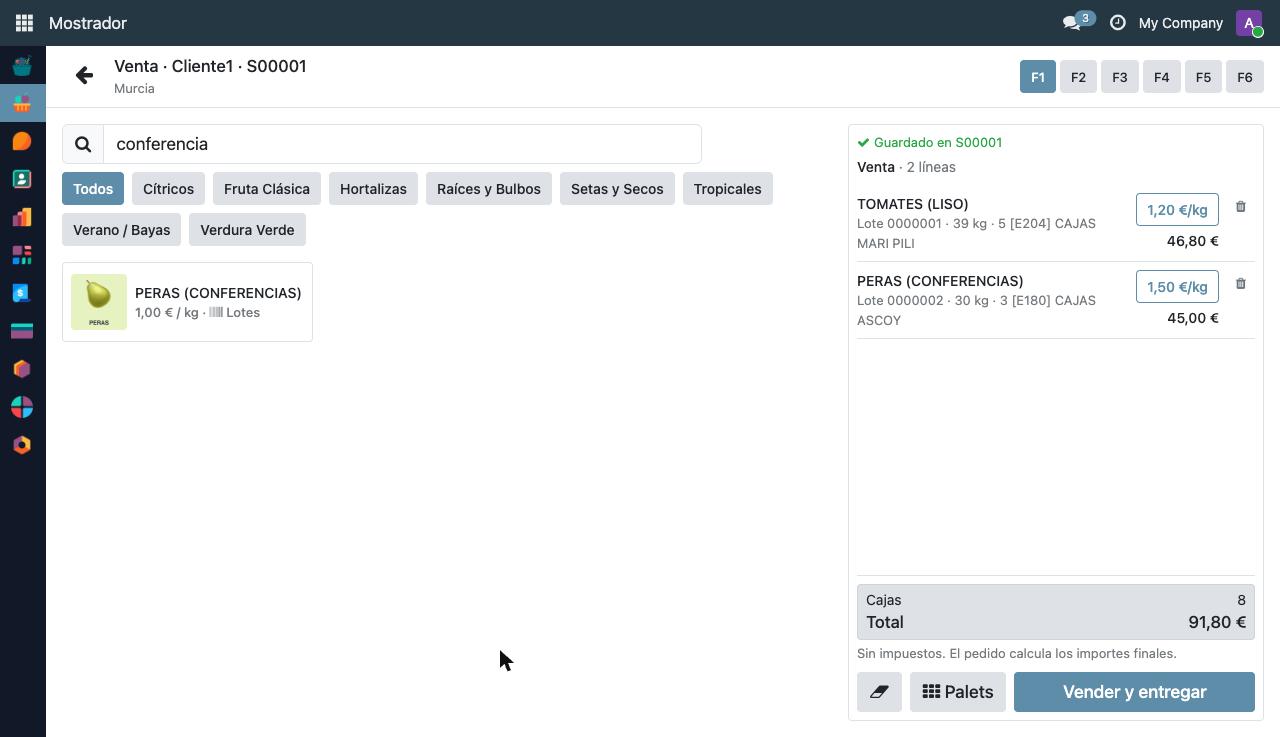 Mostrador
3
My Company
A
Venta · Cliente1 · S00001
Murcia
F1
F2
F3
F4
F5
F6
conferencia
Todos
Cítricos
Fruta Clásica
Hortalizas
Raíces y Bulbos
Setas y Secos
Tropicales
Verano / Bayas
Verdura Verde
PERAS
PERAS (CONFERENCIAS)
1,00 € / kg · Lotes
Guardado en S00001
Venta · 2 líneas
TOMATES (LISO)
1,20 €/kg
Lote 0000001 · 39 kg · 5 [E204] CAJAS
MARI PILI
46,80 €
PERAS (CONFERENCIAS)
1,50 €/kg
Lote 0000002 · 30 kg · 3 [E180] CAJAS
ASCOY
45,00 €
Cajas 8
Total 91,80 €
Sin impuestos. El pedido calcula los importes finales.
Palets
Vender y entregar